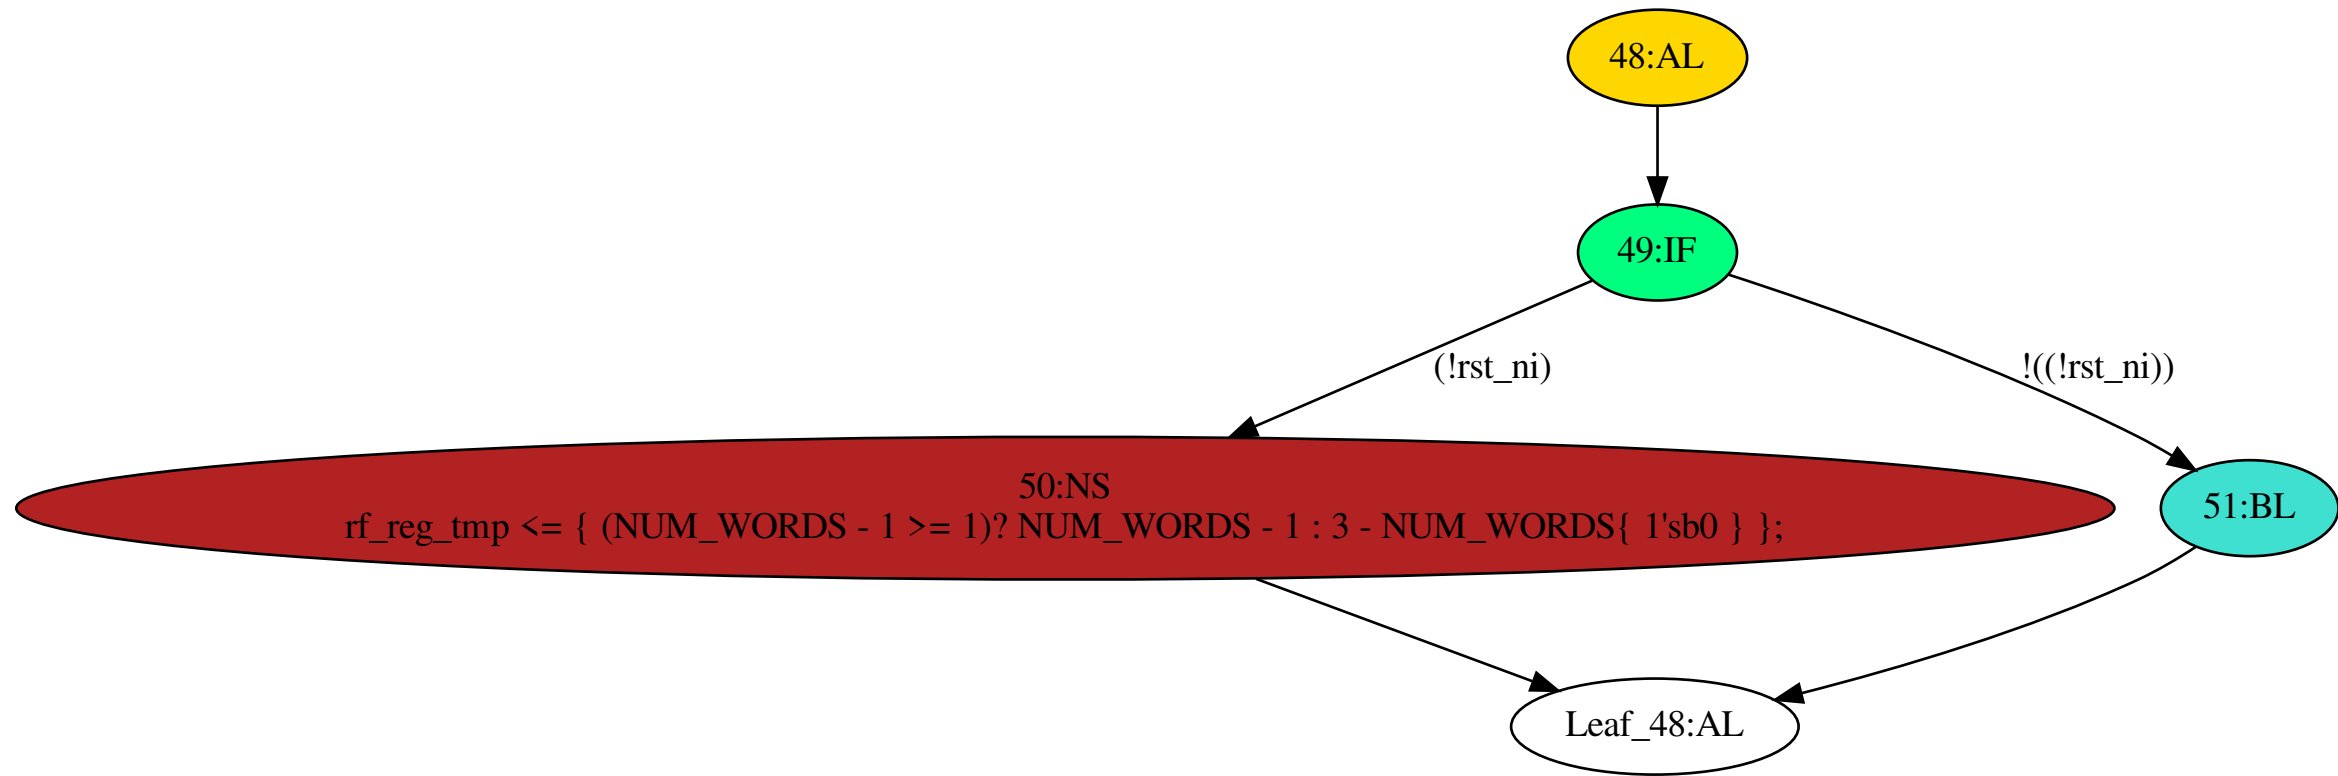 48:AL
49:IF
(!rst_ni)
!((!rst_ni))
50:NS
rf_reg_tmp <= { (NUM_WORDS - 1 >= 1)? NUM_WORDS - 1 : 3 - NUM_WORDS{ 1'sb0 } };
51:BL
Leaf_48:AL